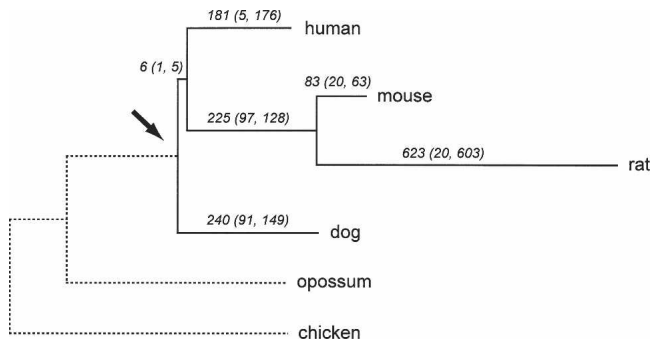 181 (5, 176)
human
6 (1, 5)
83 (20, 63)
mouse
225 (97, 128)
623 (20, 603)
rat
240 (91, 149)
dog
opossum
chicken